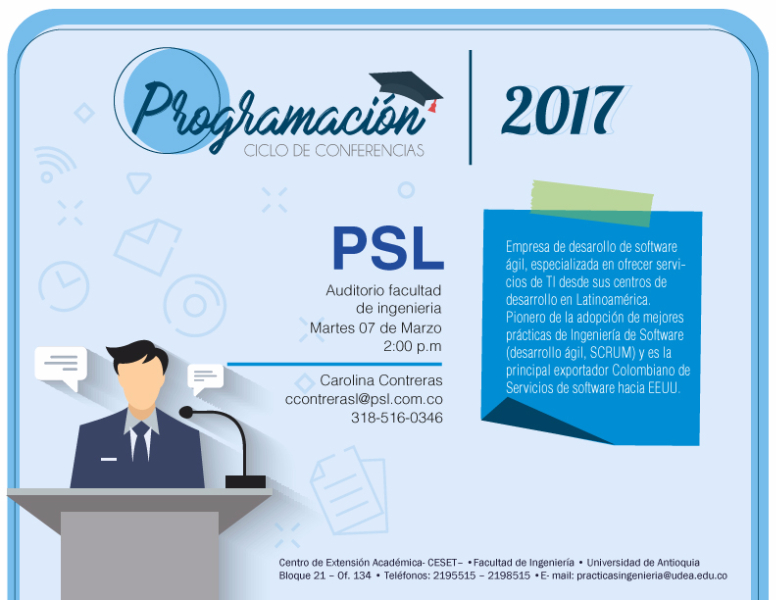 Programación
CICLO DE CONFERENCIAS
2017
PSL
Auditorio facultad
de ingenieria
Martes 07 de Marzo
2:00 p.m
Carolina Contreras
ccontrerasl@psl.com.co
318-516-0346
Empresa de desarollo de software
ágil, especializada en ofrecer servi-
cios de TI desde sus centros de
desarrollo en Latinoamérica.
Pionero de la adopción de mejores
prácticas de Ingeniería de Software
(desarrollo ágil, SCRUM) y es la
principal exportador Colombiano de
Servicios de software hacia EEUU.
Centro de Extensión Académica- CESET– •Facultad de Ingeniería • Universidad de Antioquia
Bloque 21 – Of. 134 • Teléfonos: 2195515 – 2198515 •E- mail: practicasingenieria@udea.edu.co